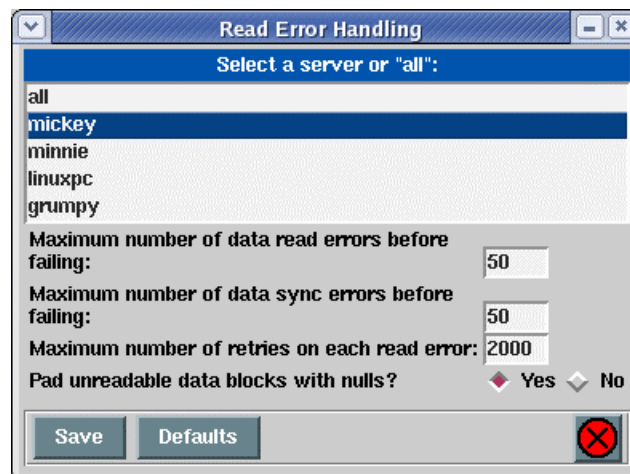 Read Error Handling
Select a server or "all":
all
mickey
minnie
linuxpc
grumpy
Maximum number of data read errors before
failing:
50
Maximum number of data sync errors before
failing:
50
Maximum number of retries on each read error: 2000
Pad unreadable data blocks with nulls? Yes No
Save Defaults